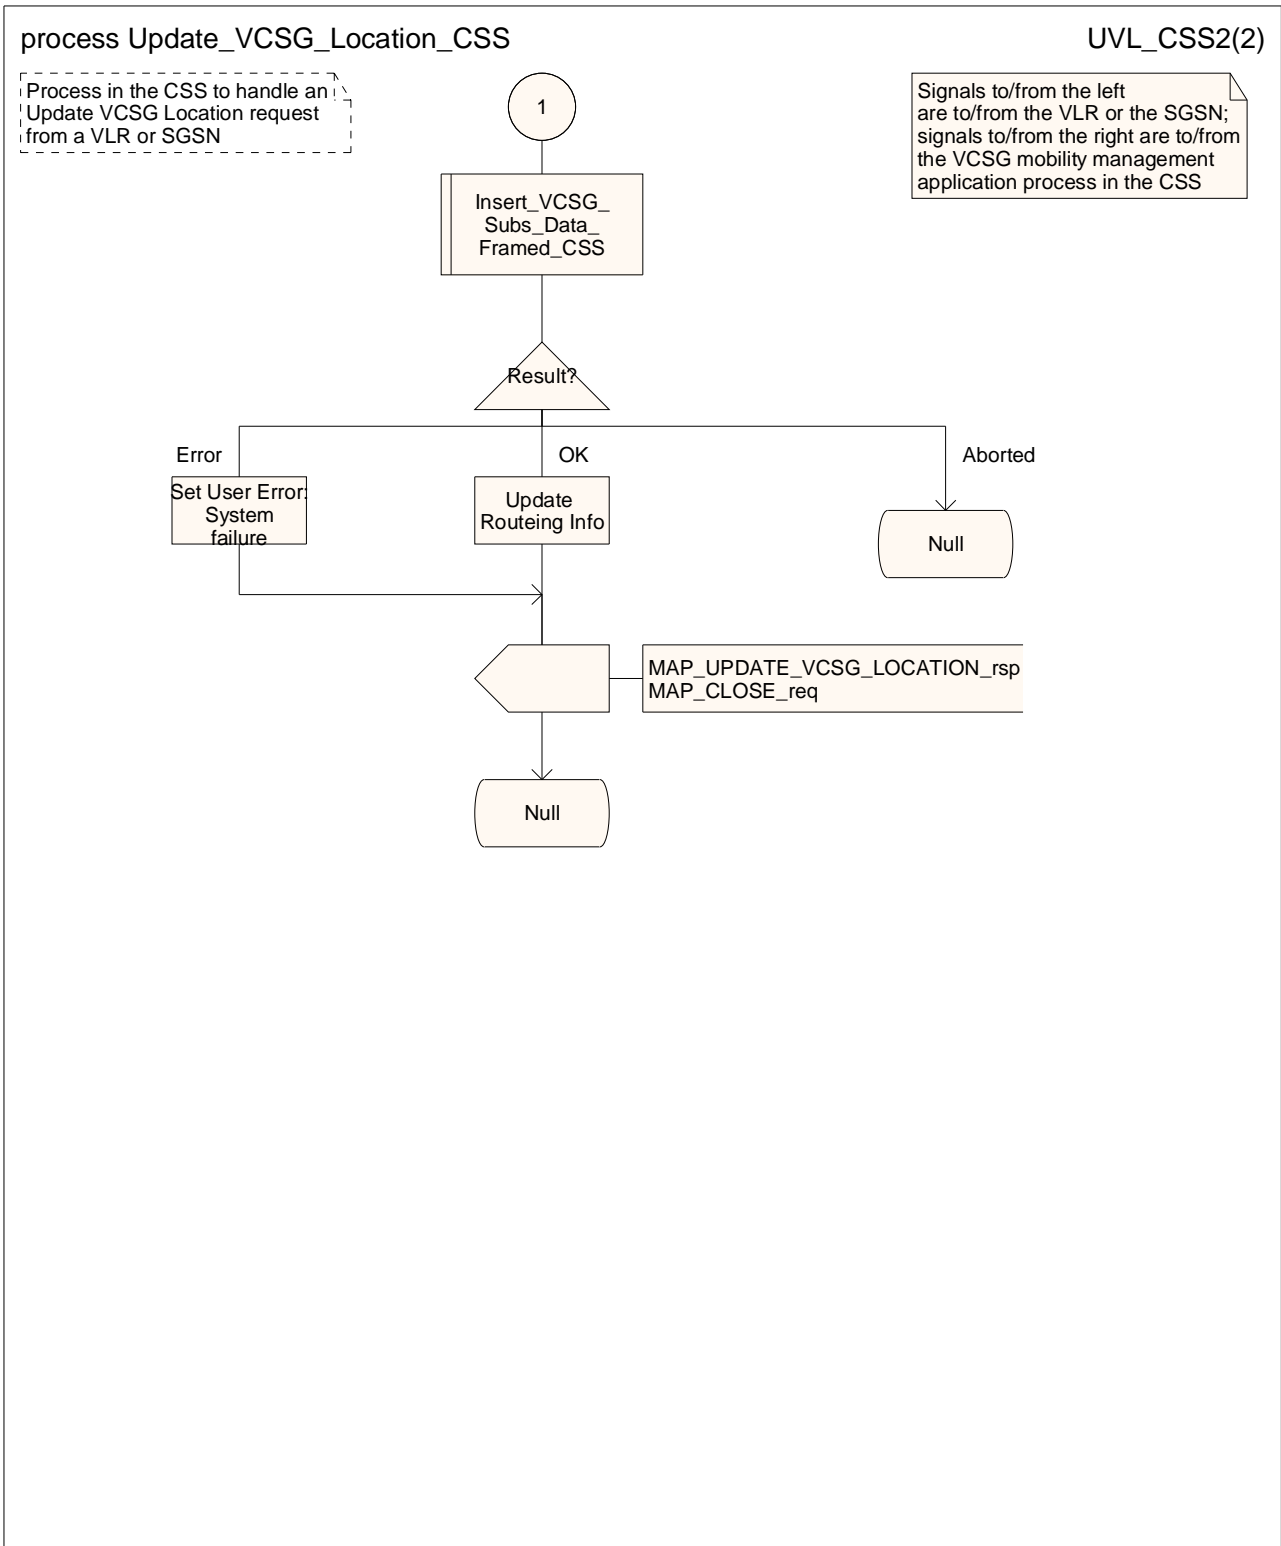 process Update_VCSG_Location_CSS
UVL_CSS2(2)
Process in the CSS to handle an
Update VCSG Location request
from a VLR or SGSN
1
Signals to/from the left
are to/from the VLR or the SGSN;
signals to/from the right are to/from
the VCSG mobility management
application process in the CSS
Insert_VCSG_
Subs_Data_
Framed_CSS
Result?
Error
OK
Aborted
Set User Error:
System
failure
Update
Routeing Info
Null
MAP_UPDATE_VCSG_LOCATION_rsp
MAP_CLOSE_req
Null